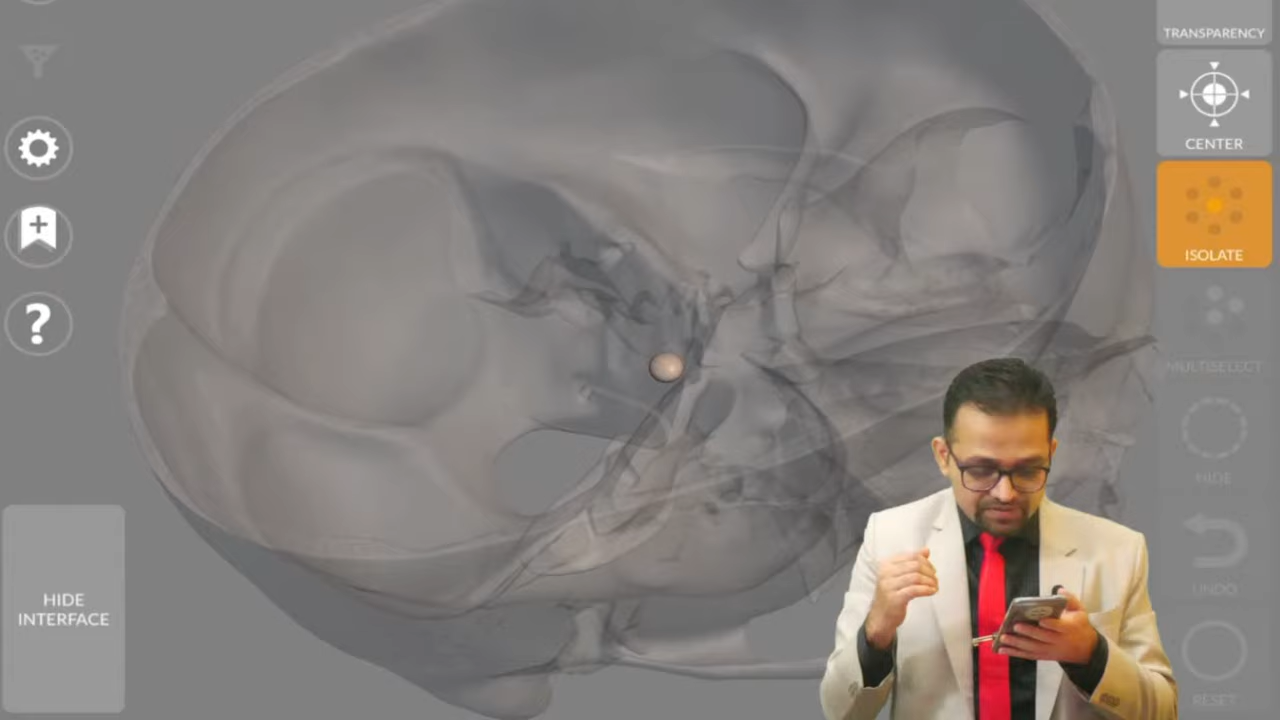 TRANSPARENCY
CENTER
ISOLATE
MULTISELECT
HIDE
UNDO
RESET
HIDE
INTERFACE